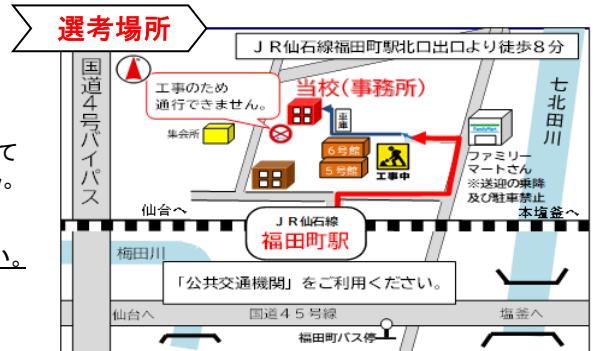 選考場所
ＪＲ仙石線福田町駅北口出口より徒歩８分
国道４号バイパス
工事のため
通行できません。
当校(事務所)
七北田川
車庫
集会所
６号館
５号館
工事中
FamilyMart
ファミリー
マートさん
※送迎の乗降
及び駐車禁止
て
。
仙台へ
ＪＲ仙石線
福田町駅
本塩釜へ
い。
梅田川
「公共交通機関」をご利用ください。
仙台へ
国道４５号線
塩釜へ
福田町バス停